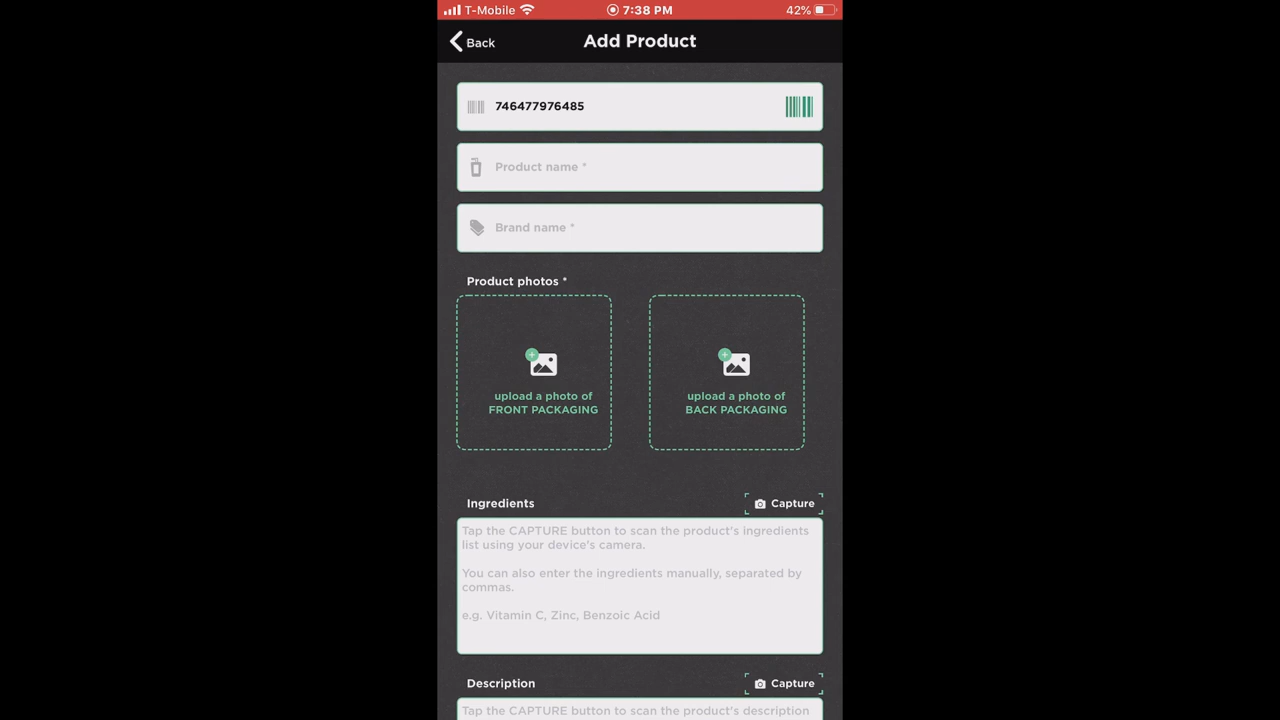 T-Mobile 7:38 PM 42%
Back Add Product
746477976485
Product name *
Brand name *
Product photos *
upload a photo of
FRONT PACKAGING
upload a photo of
BACK PACKAGING
Ingredients Capture
Tap the CAPTURE button to scan the product's ingredients
list using your device's camera.
You can also enter the ingredients manually, separated by
commas.
e.g. Vitamin C, Zinc, Benzoic Acid
Description Capture
Tap the CAPTURE button to scan the product's description